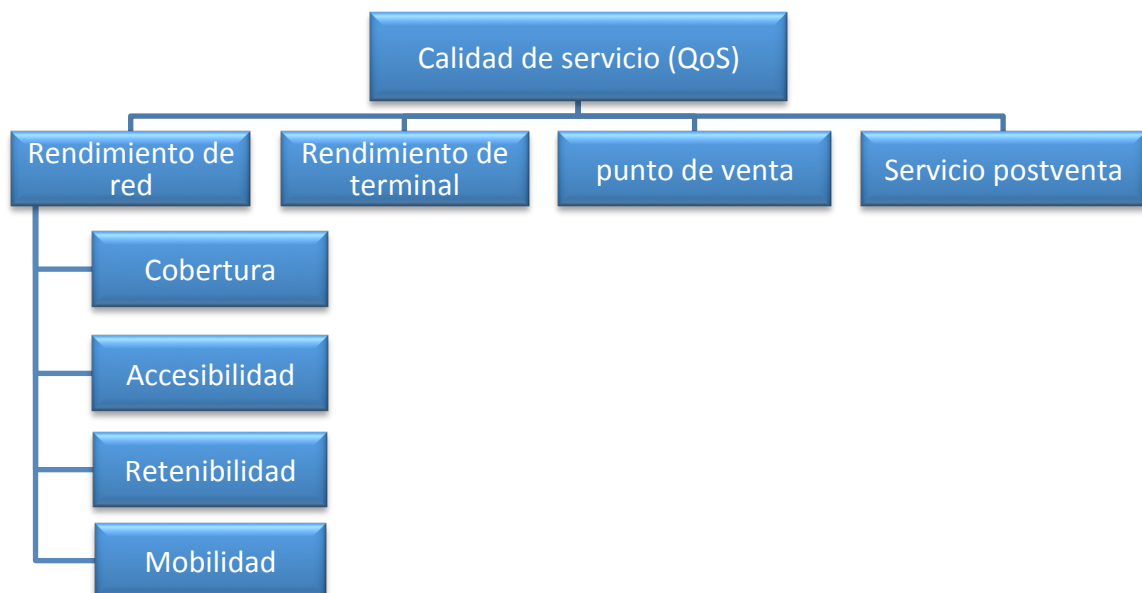 Calidad de servicio (QoS)
Rendimiento de
red
Rendimiento de
terminal
punto de venta
Servicio postventa
Cobertura
Accesibilidad
Retenibilidad
Mobilidad